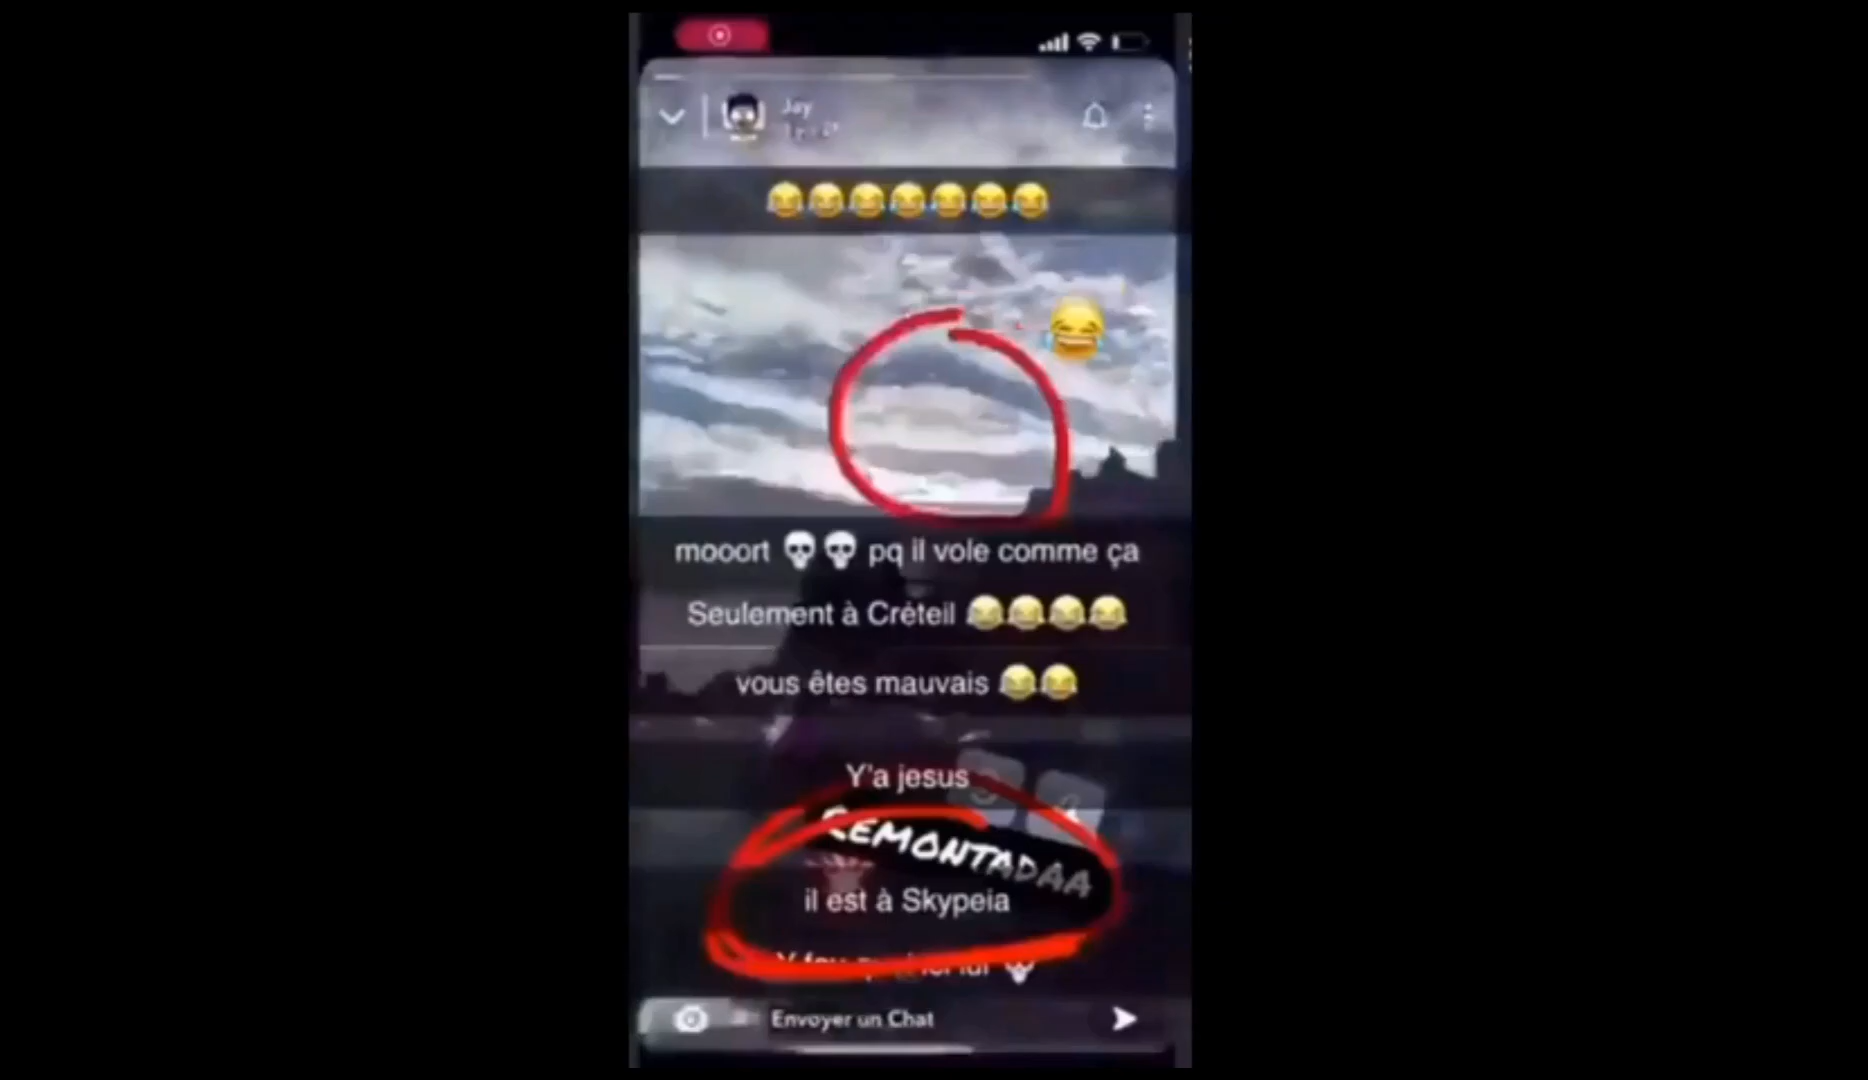 Jay
😂😂😂😂😂😂😂
😂
mooort 💀💀 pq il vole comme ça
Seulement à Créteil 😂😂😂😂
vous êtes mauvais 😂😂
Y'a jesus
REMONTADAA
il est à Skypeia
Envoyer un Chat